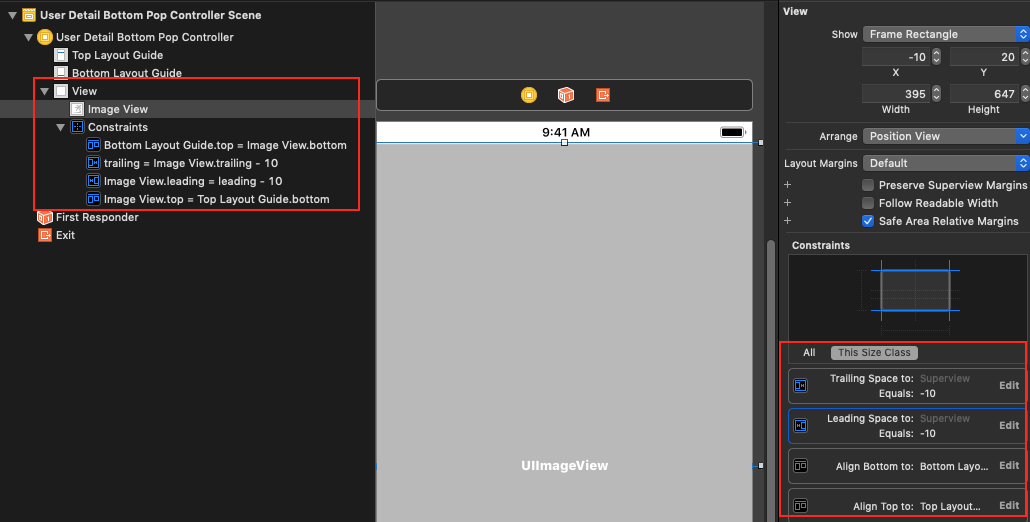 User Detail Bottom Pop Controller Scene
User Detail Bottom Pop Controller
Top Layout Guide
Bottom Layout Guide
View
Image View
Constraints
Bottom Layout Guide.top = Image View.bottom
trailing = Image View.trailing - 10
Image View.leading = leading - 10
Image View.top = Top Layout Guide.bottom
First Responder
Exit
9:41 AM
UIImageView
View
Show Frame Rectangle
-10 20
X Y
395 647
Width Height
Arrange Position View
Layout Margins Default
+ Preserve Superview Margins
+ Follow Readable Width
+ Safe Area Relative Margins
Constraints
All This Size Class
Trailing Space to: Superview
Equals: -10
Edit
Leading Space to: Superview
Equals: -10
Edit
Align Bottom to: Bottom Layo... Edit
Align Top to: Top Layout... Edit